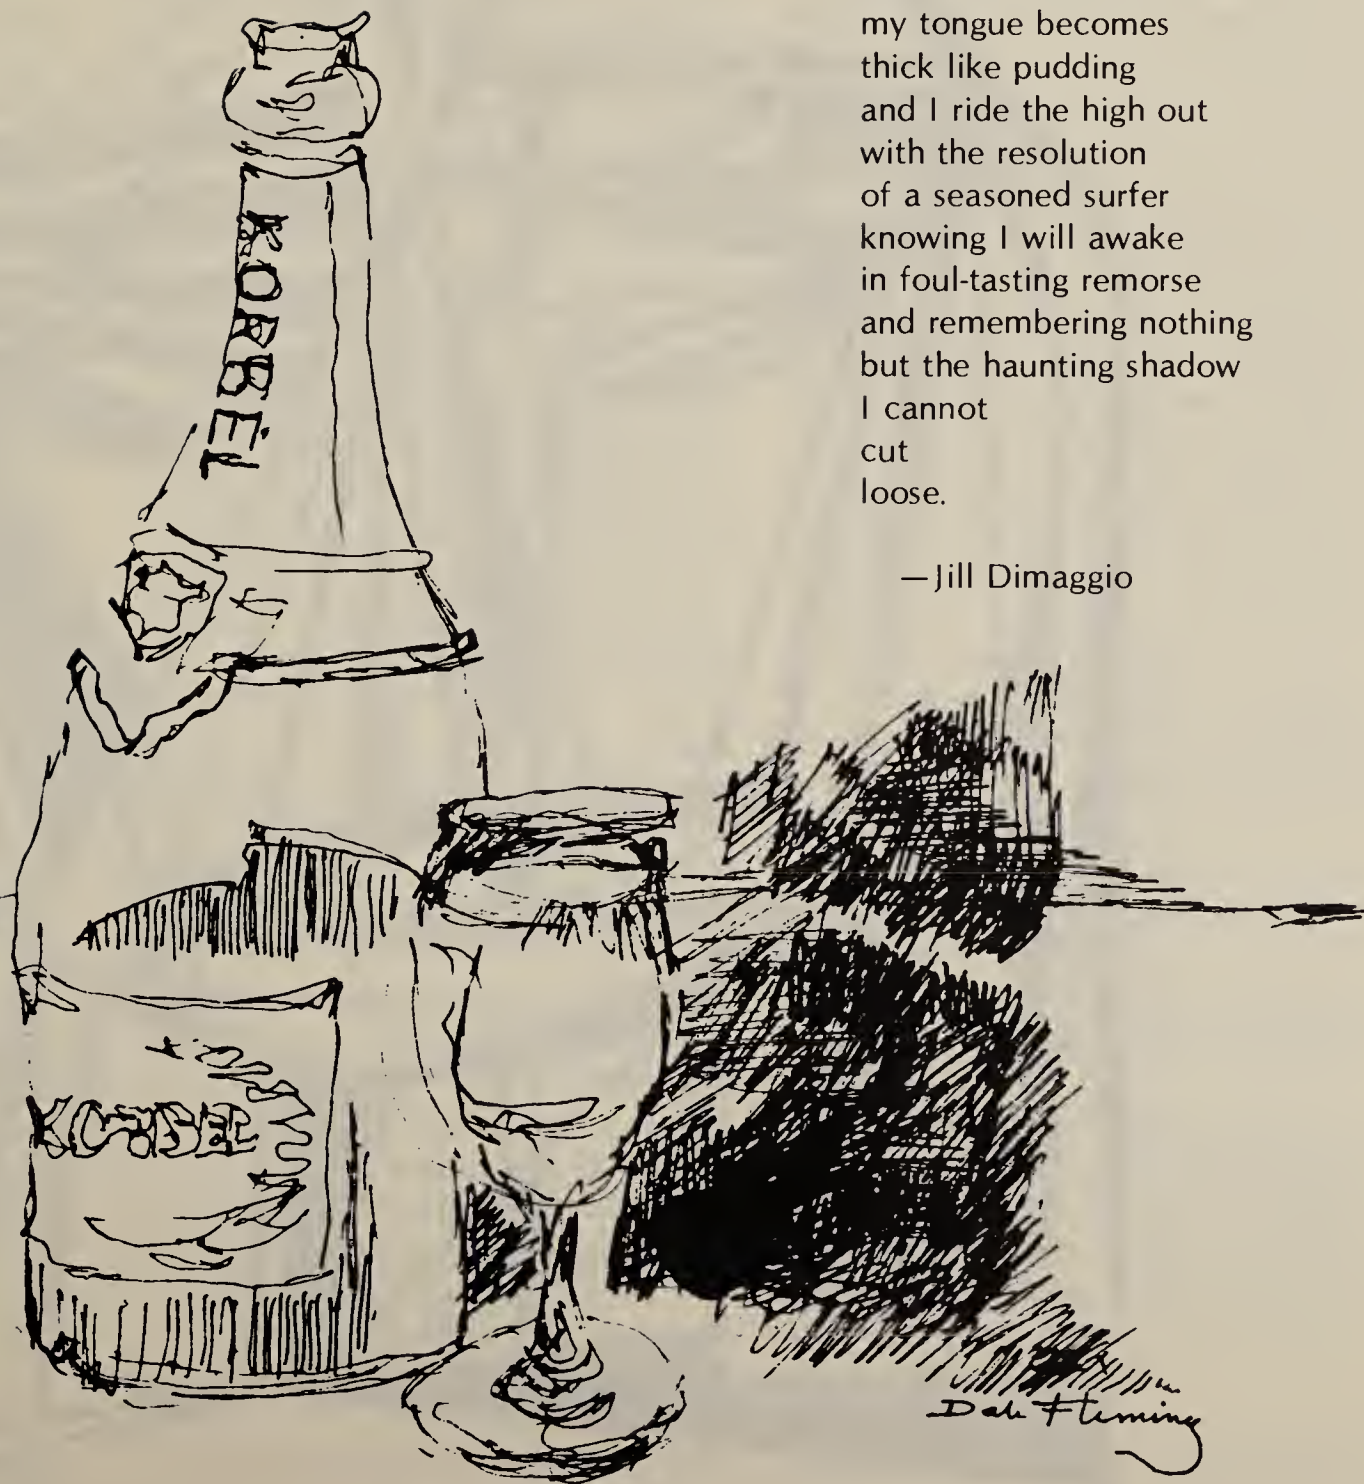 my tongue becomes
thick like pudding
and I ride the high out
with the resolution
of a seasoned surfer
knowing I will awake
in foul-tasting remorse
and remembering nothing
but the haunting shadow
I cannot
cut
loose.
—Jill Dimaggio
KORBEL
KORBEL
Dale Fleming